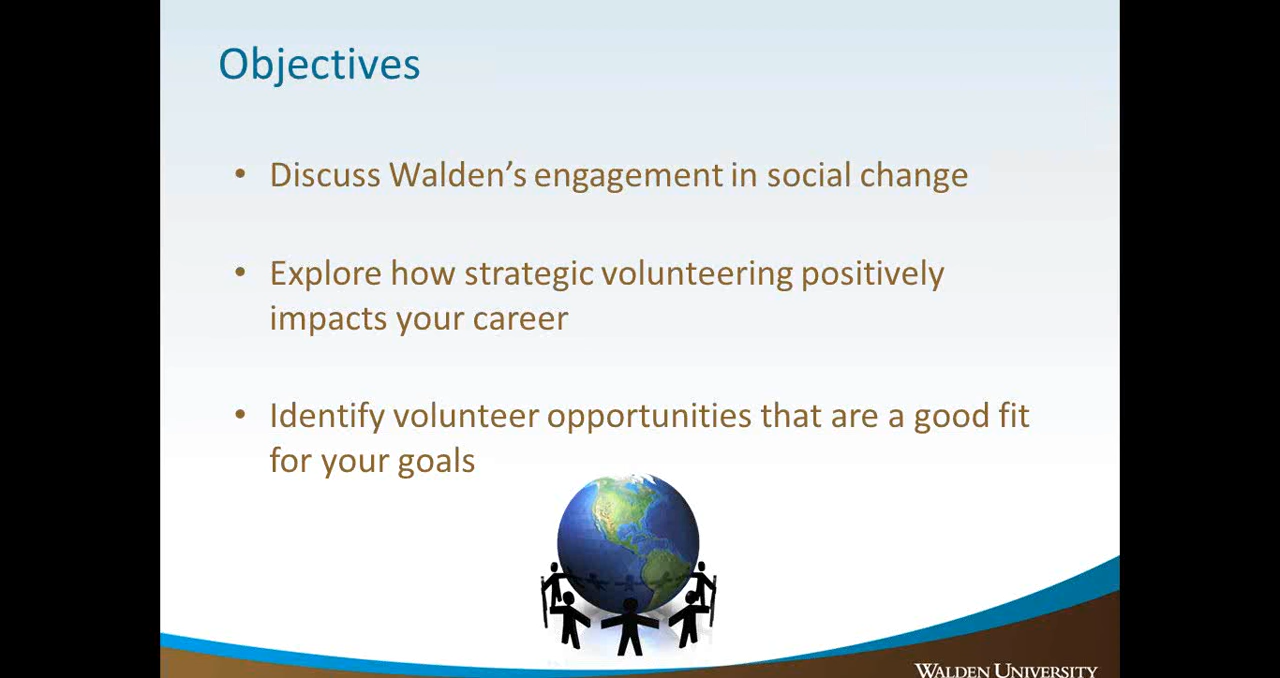 Objectives
• Discuss Walden’s engagement in social change
• Explore how strategic volunteering positively
impacts your career
• Identify volunteer opportunities that are a good fit
for your goals
WALDEN UNIVERSITY